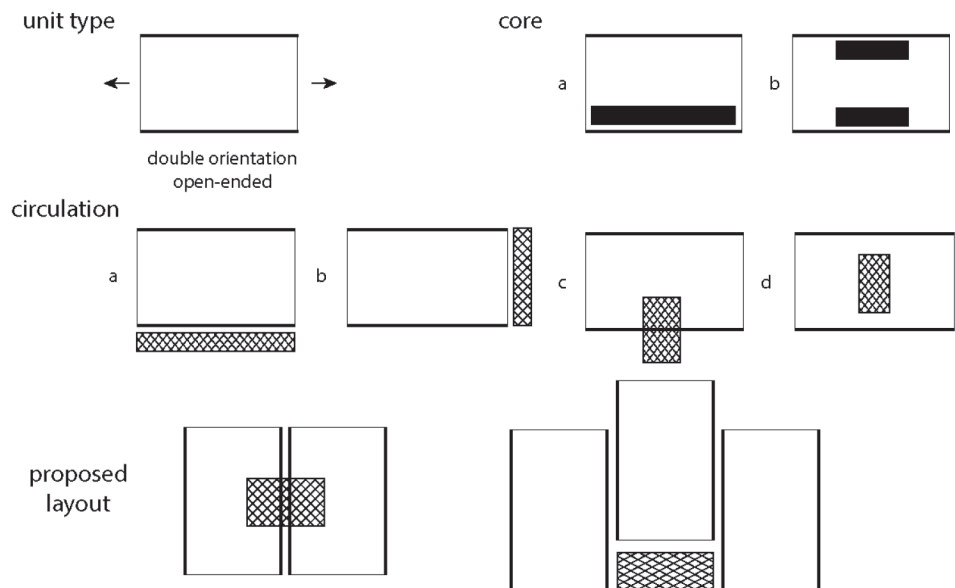 unit type
core
a
b
double orientation
open-ended
circulation
a
b
c
d
proposed
layout